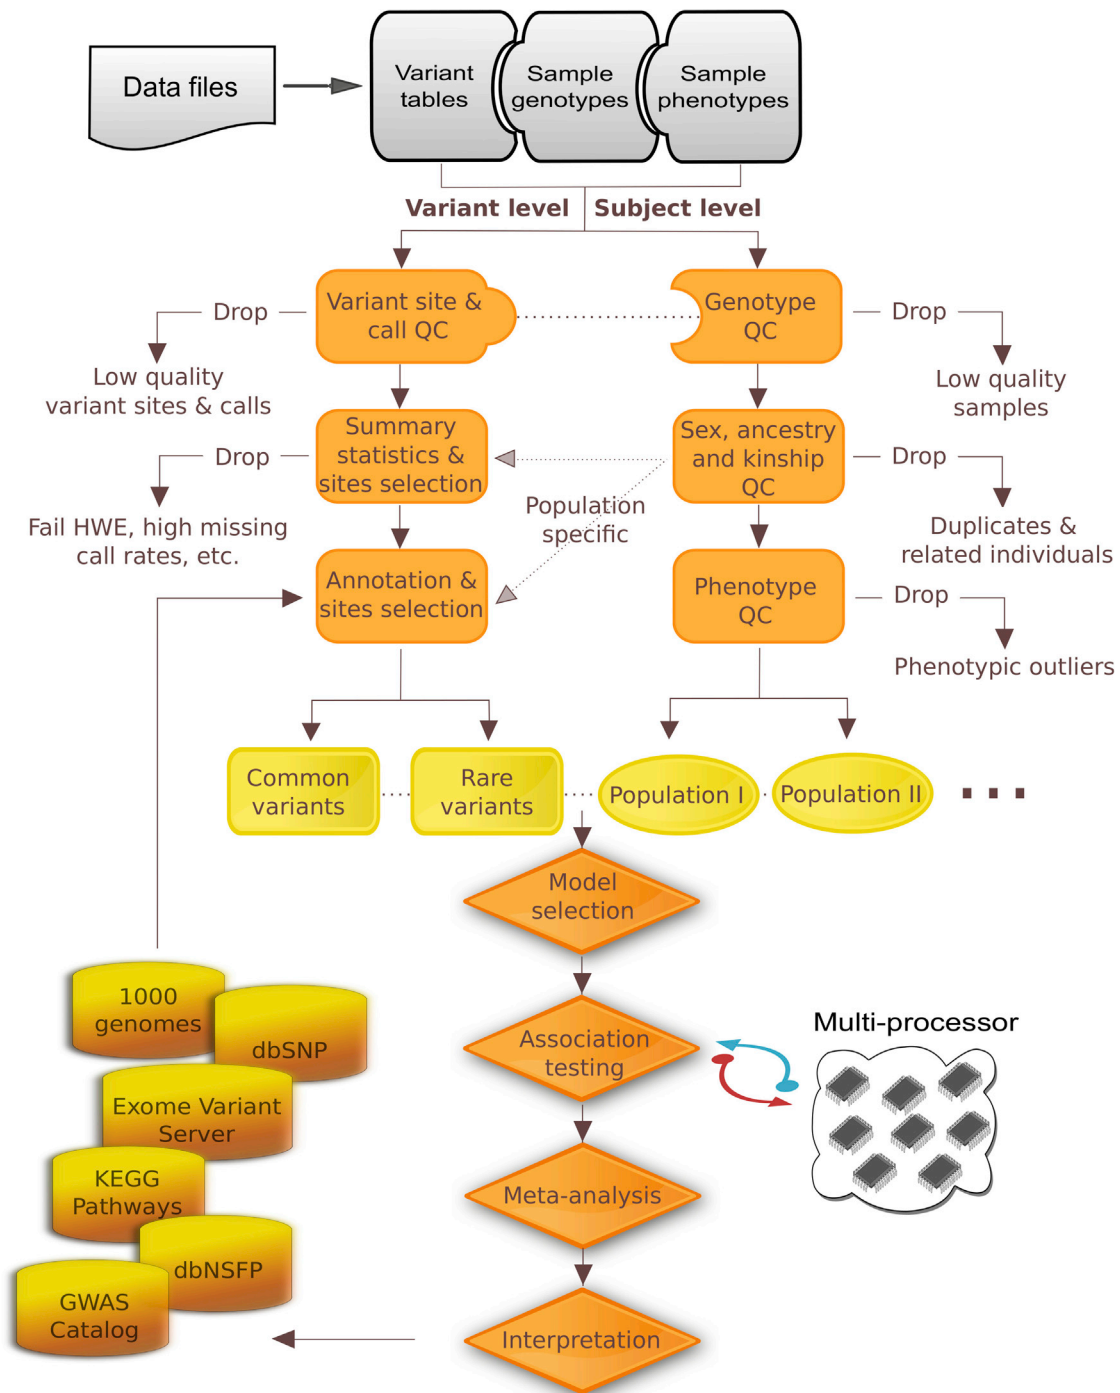 Data files
Variant
tables
Sample
genotypes
Sample
phenotypes
Variant level
Subject level
Variant site &
call QC
Genotype
QC
Drop
Drop
Low quality
variant sites & calls
Low quality
samples
Summary
statistics &
sites selection
Sex, ancestry
and kinship
QC
Drop
Drop
Population
specific
Fail HWE, high missing
call rates, etc.
Duplicates &
related individuals
Annotation &
sites selection
Phenotype
QC
Drop
Phenotypic outliers
Common
variants
Rare
variants
Population I
Population II
...
Model
selection
1000
genomes
dbSNP
Exome Variant
Server
KEGG
Pathways
dbNSFP
GWAS
Catalog
Association
testing
Multi-processor
Meta-analysis
Interpretation